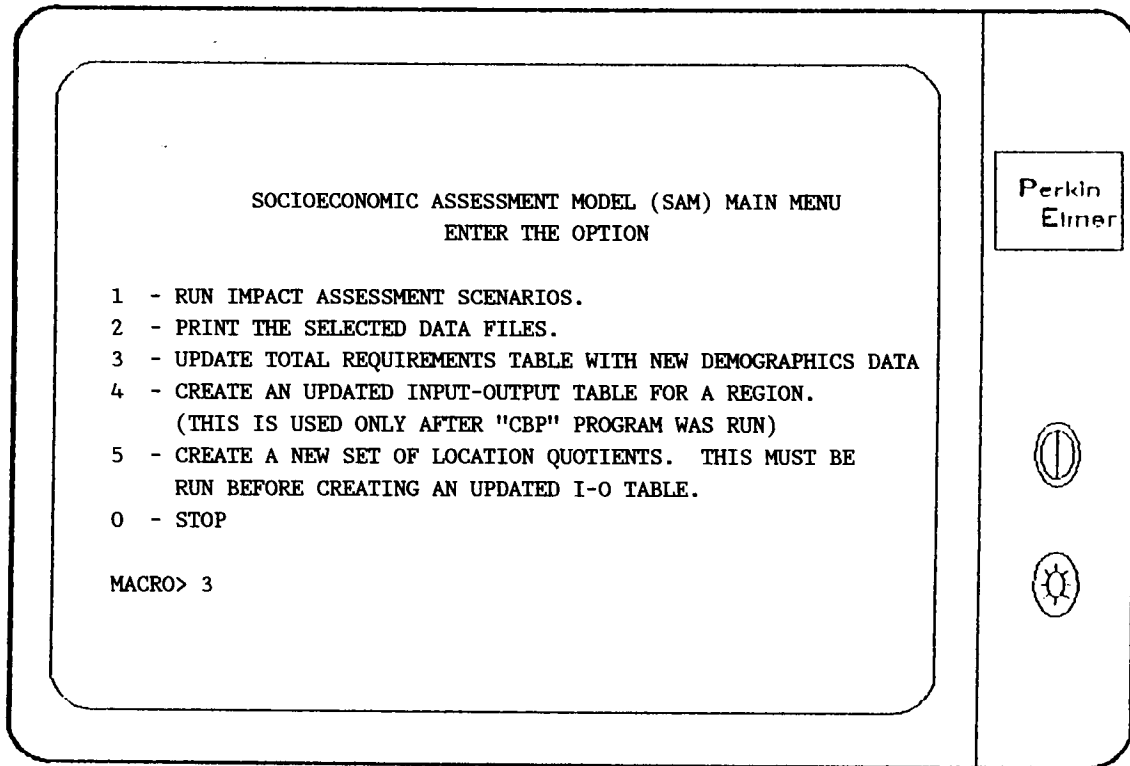 SOCIOECONOMIC ASSESSMENT MODEL (SAM) MAIN MENU
ENTER THE OPTION
1 - RUN IMPACT ASSESSMENT SCENARIOS.
2 - PRINT THE SELECTED DATA FILES.
3 - UPDATE TOTAL REQUIREMENTS TABLE WITH NEW DEMOGRAPHICS DATA
4 - CREATE AN UPDATED INPUT-OUTPUT TABLE FOR A REGION.
(THIS IS USED ONLY AFTER "CBP" PROGRAM WAS RUN)
5 - CREATE A NEW SET OF LOCATION QUOTIENTS. THIS MUST BE
RUN BEFORE CREATING AN UPDATED I-O TABLE.
0 - STOP
MACRO> 3
Perkin
Elmer